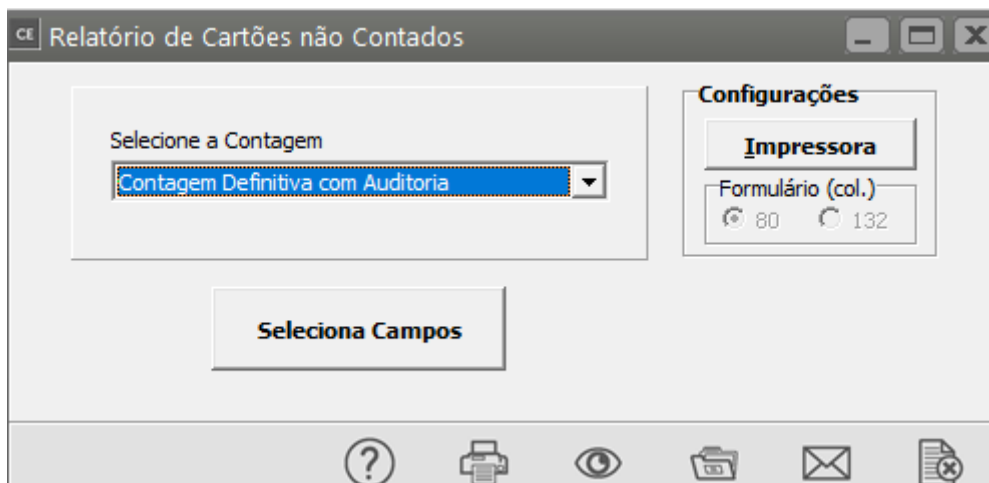 CE Relatório de Cartões não Contados
Selecione a Contagem
Contagem Definitiva com Auditoria
Configurações
Impressora
Formulário (col.)
80 132
Seleciona Campos
?